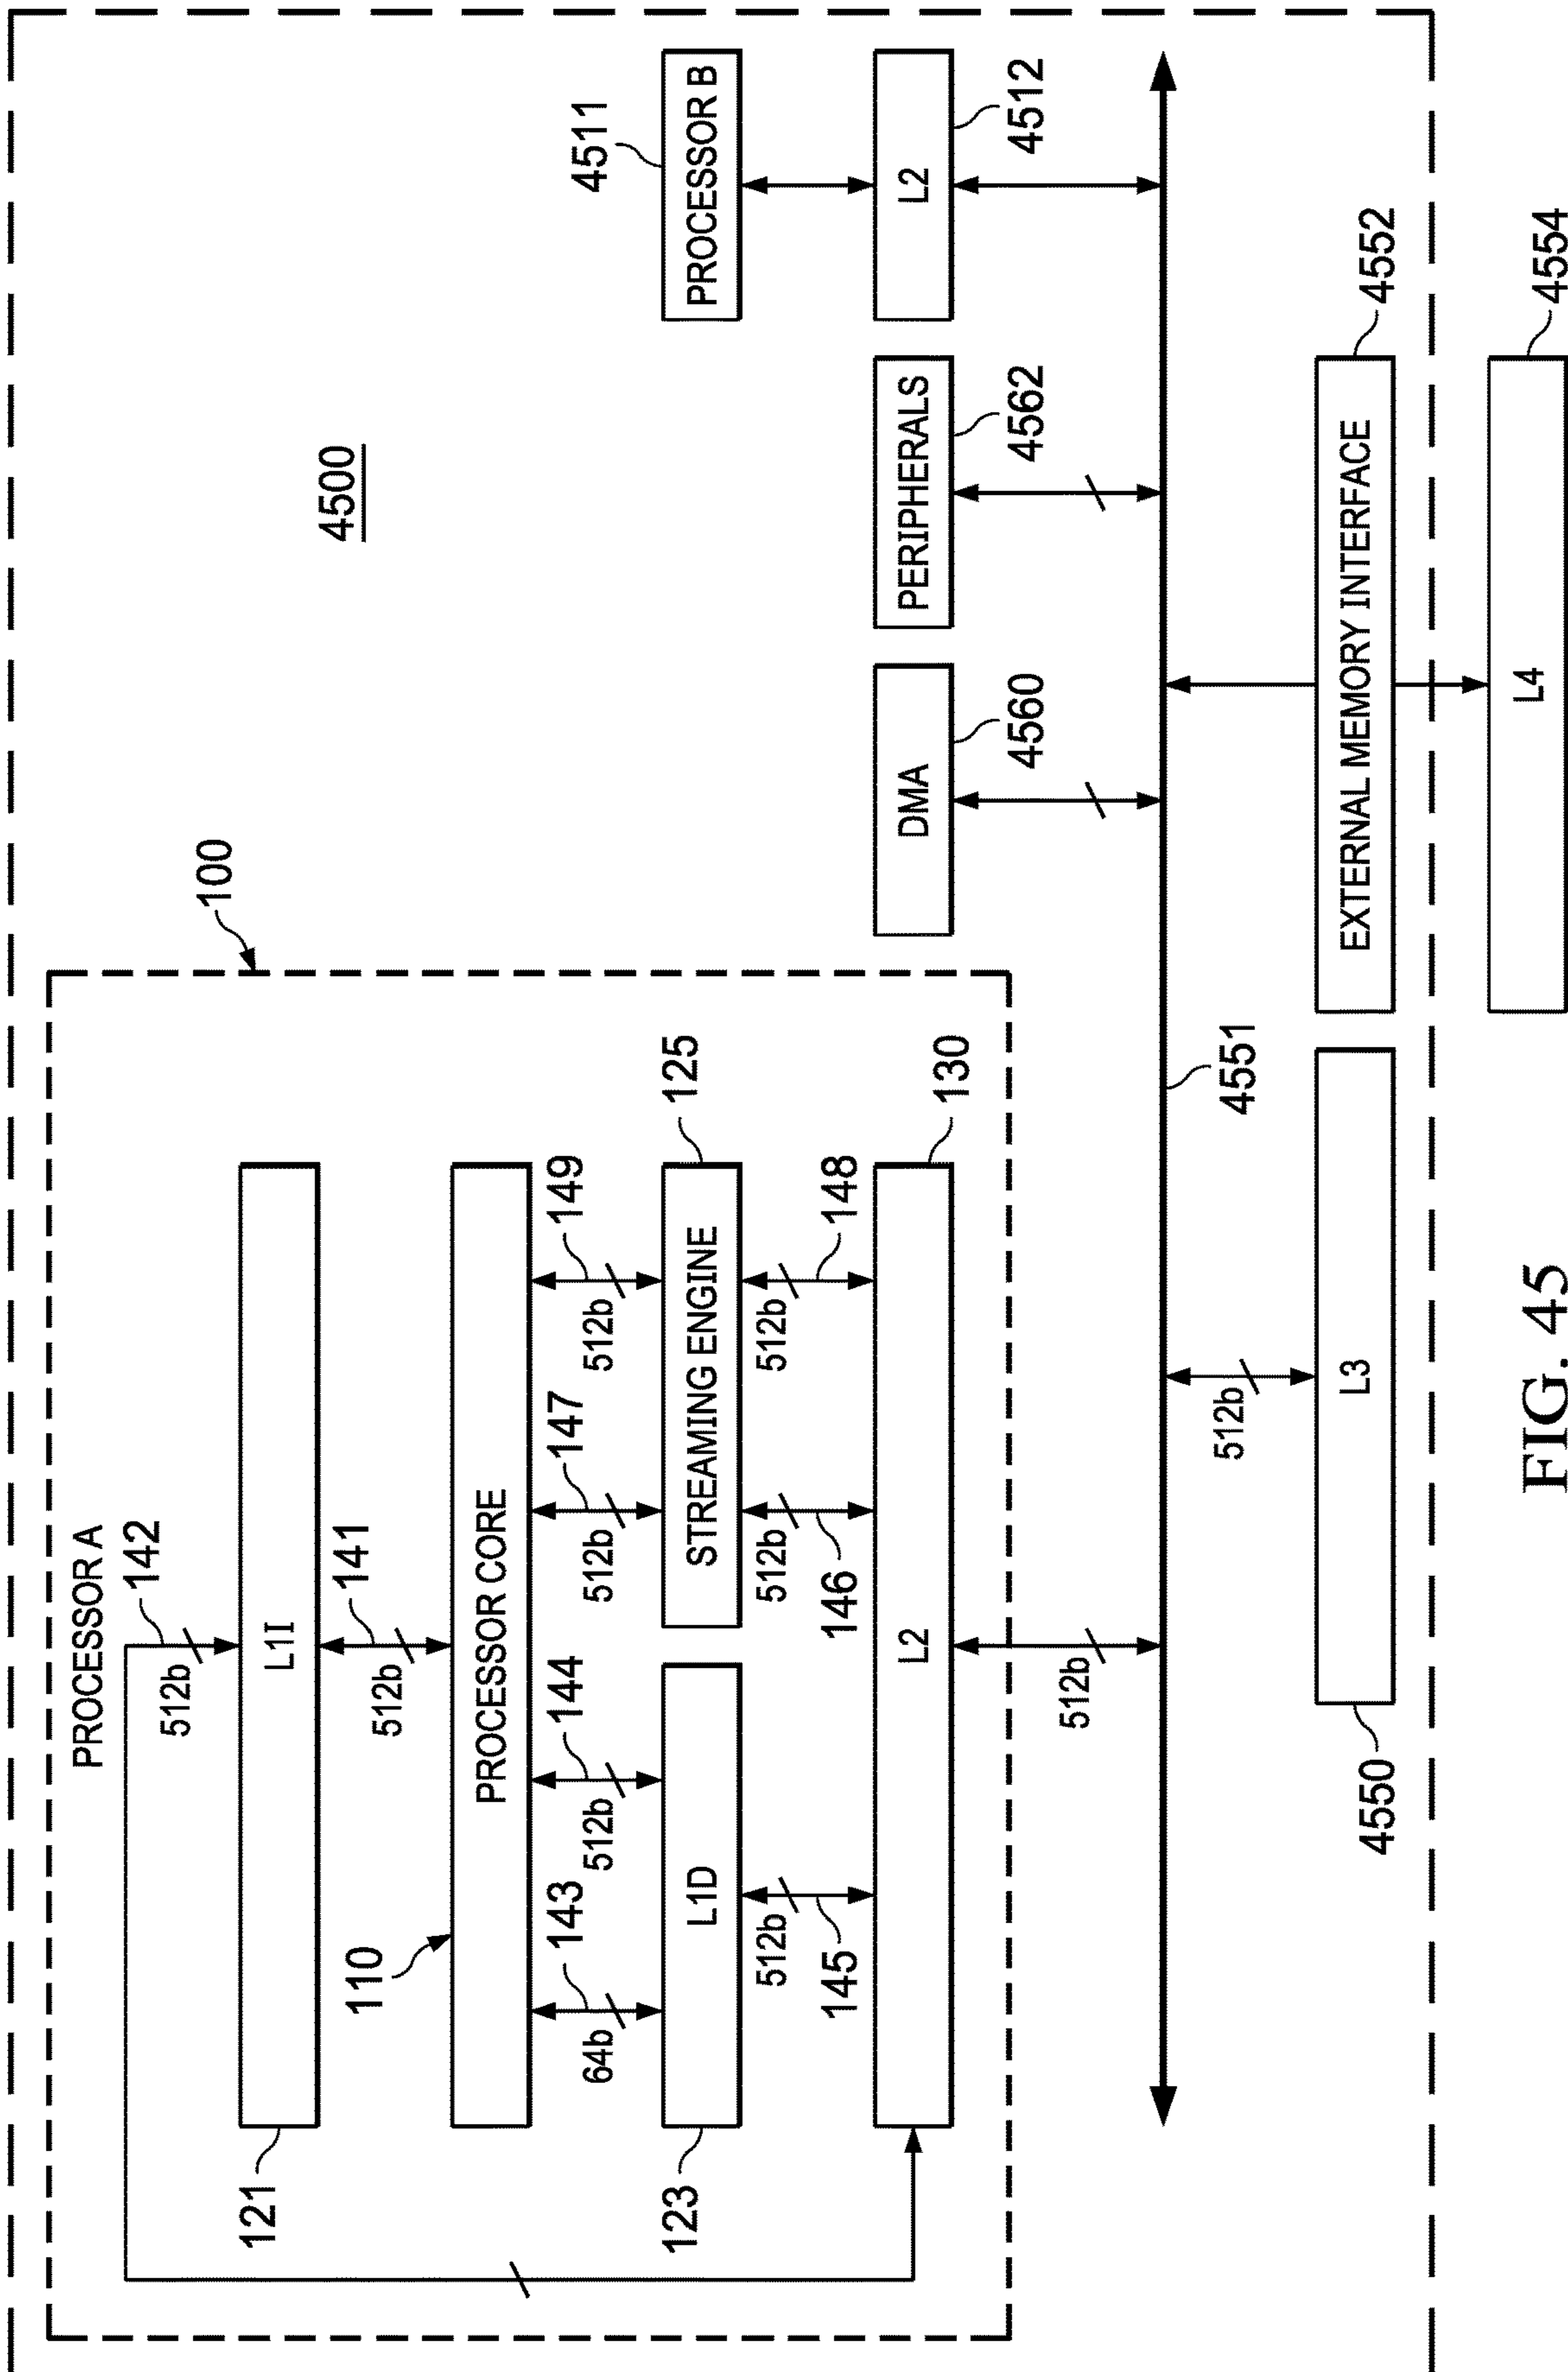 4500
PROCESSOR A
100
142
512b
L1I
121
141
512b
110
PROCESSOR CORE
143
64b
144
512b
147
512b
149
512b
4511
PROCESSOR B
L1D
123
STREAMING ENGINE
125
512b
145
512b
146
512b
148
L2
130
DMA
4560
PERIPHERALS
4562
L2
4512
512b
4551
512b
L3
4550
EXTERNAL MEMORY INTERFACE
4552
L4
4554
FIG. 45